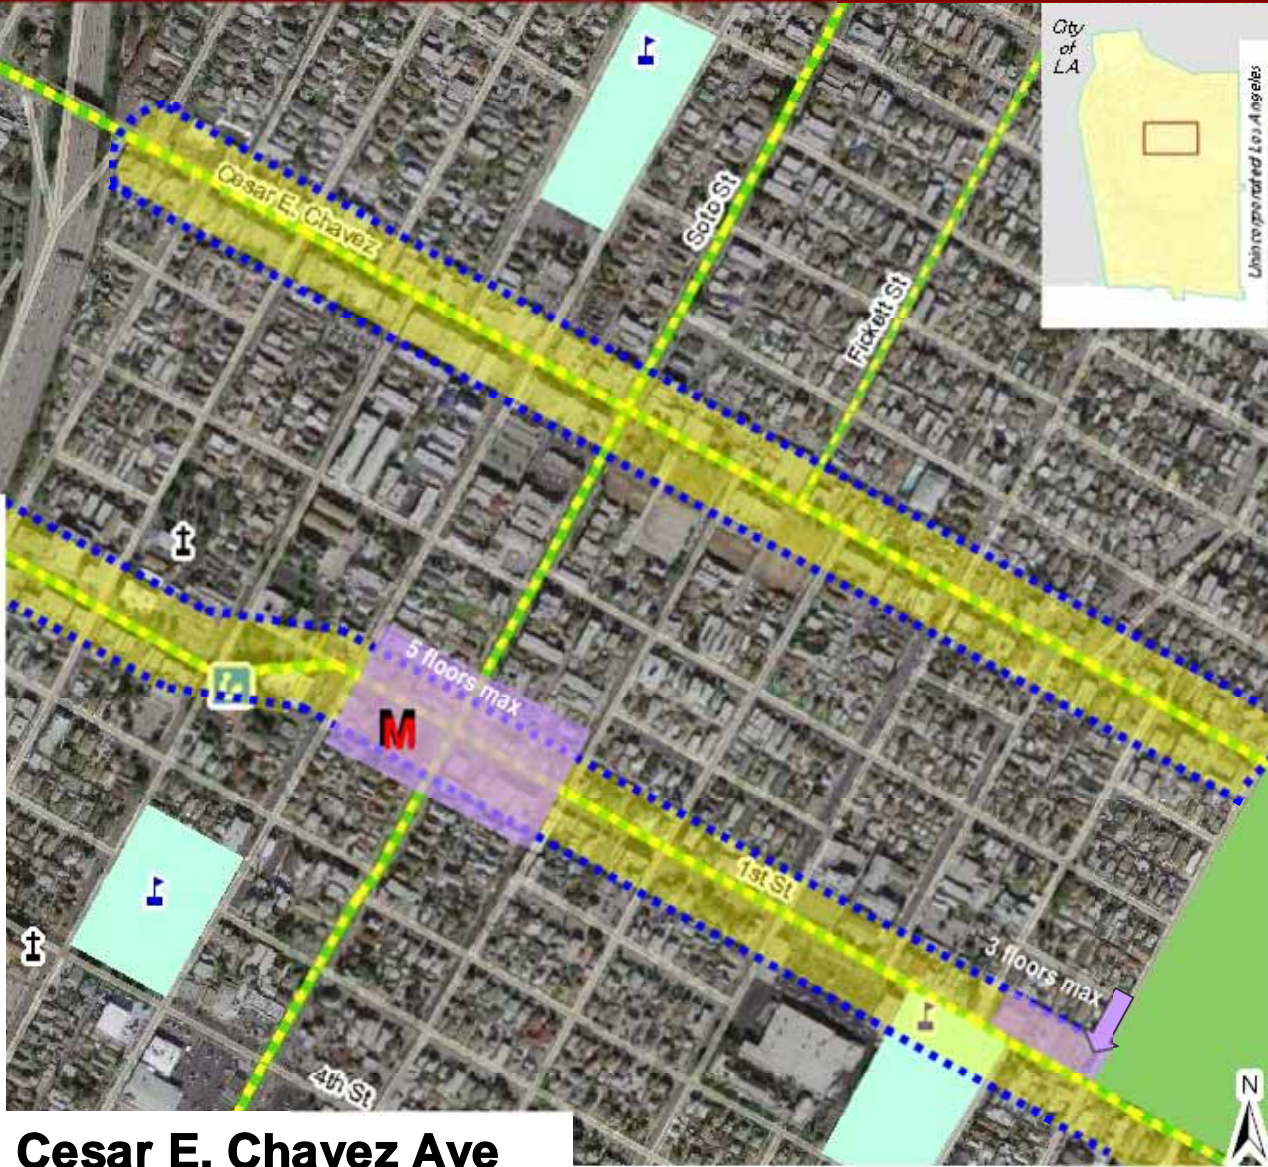 City
of
LA
Unincorporated Los Angeles
Cesar E. Chavez
Soto St
Fickett St
5 floors max
M
1st St
3 floors max
4th St
N
Cesar E. Chavez Ave